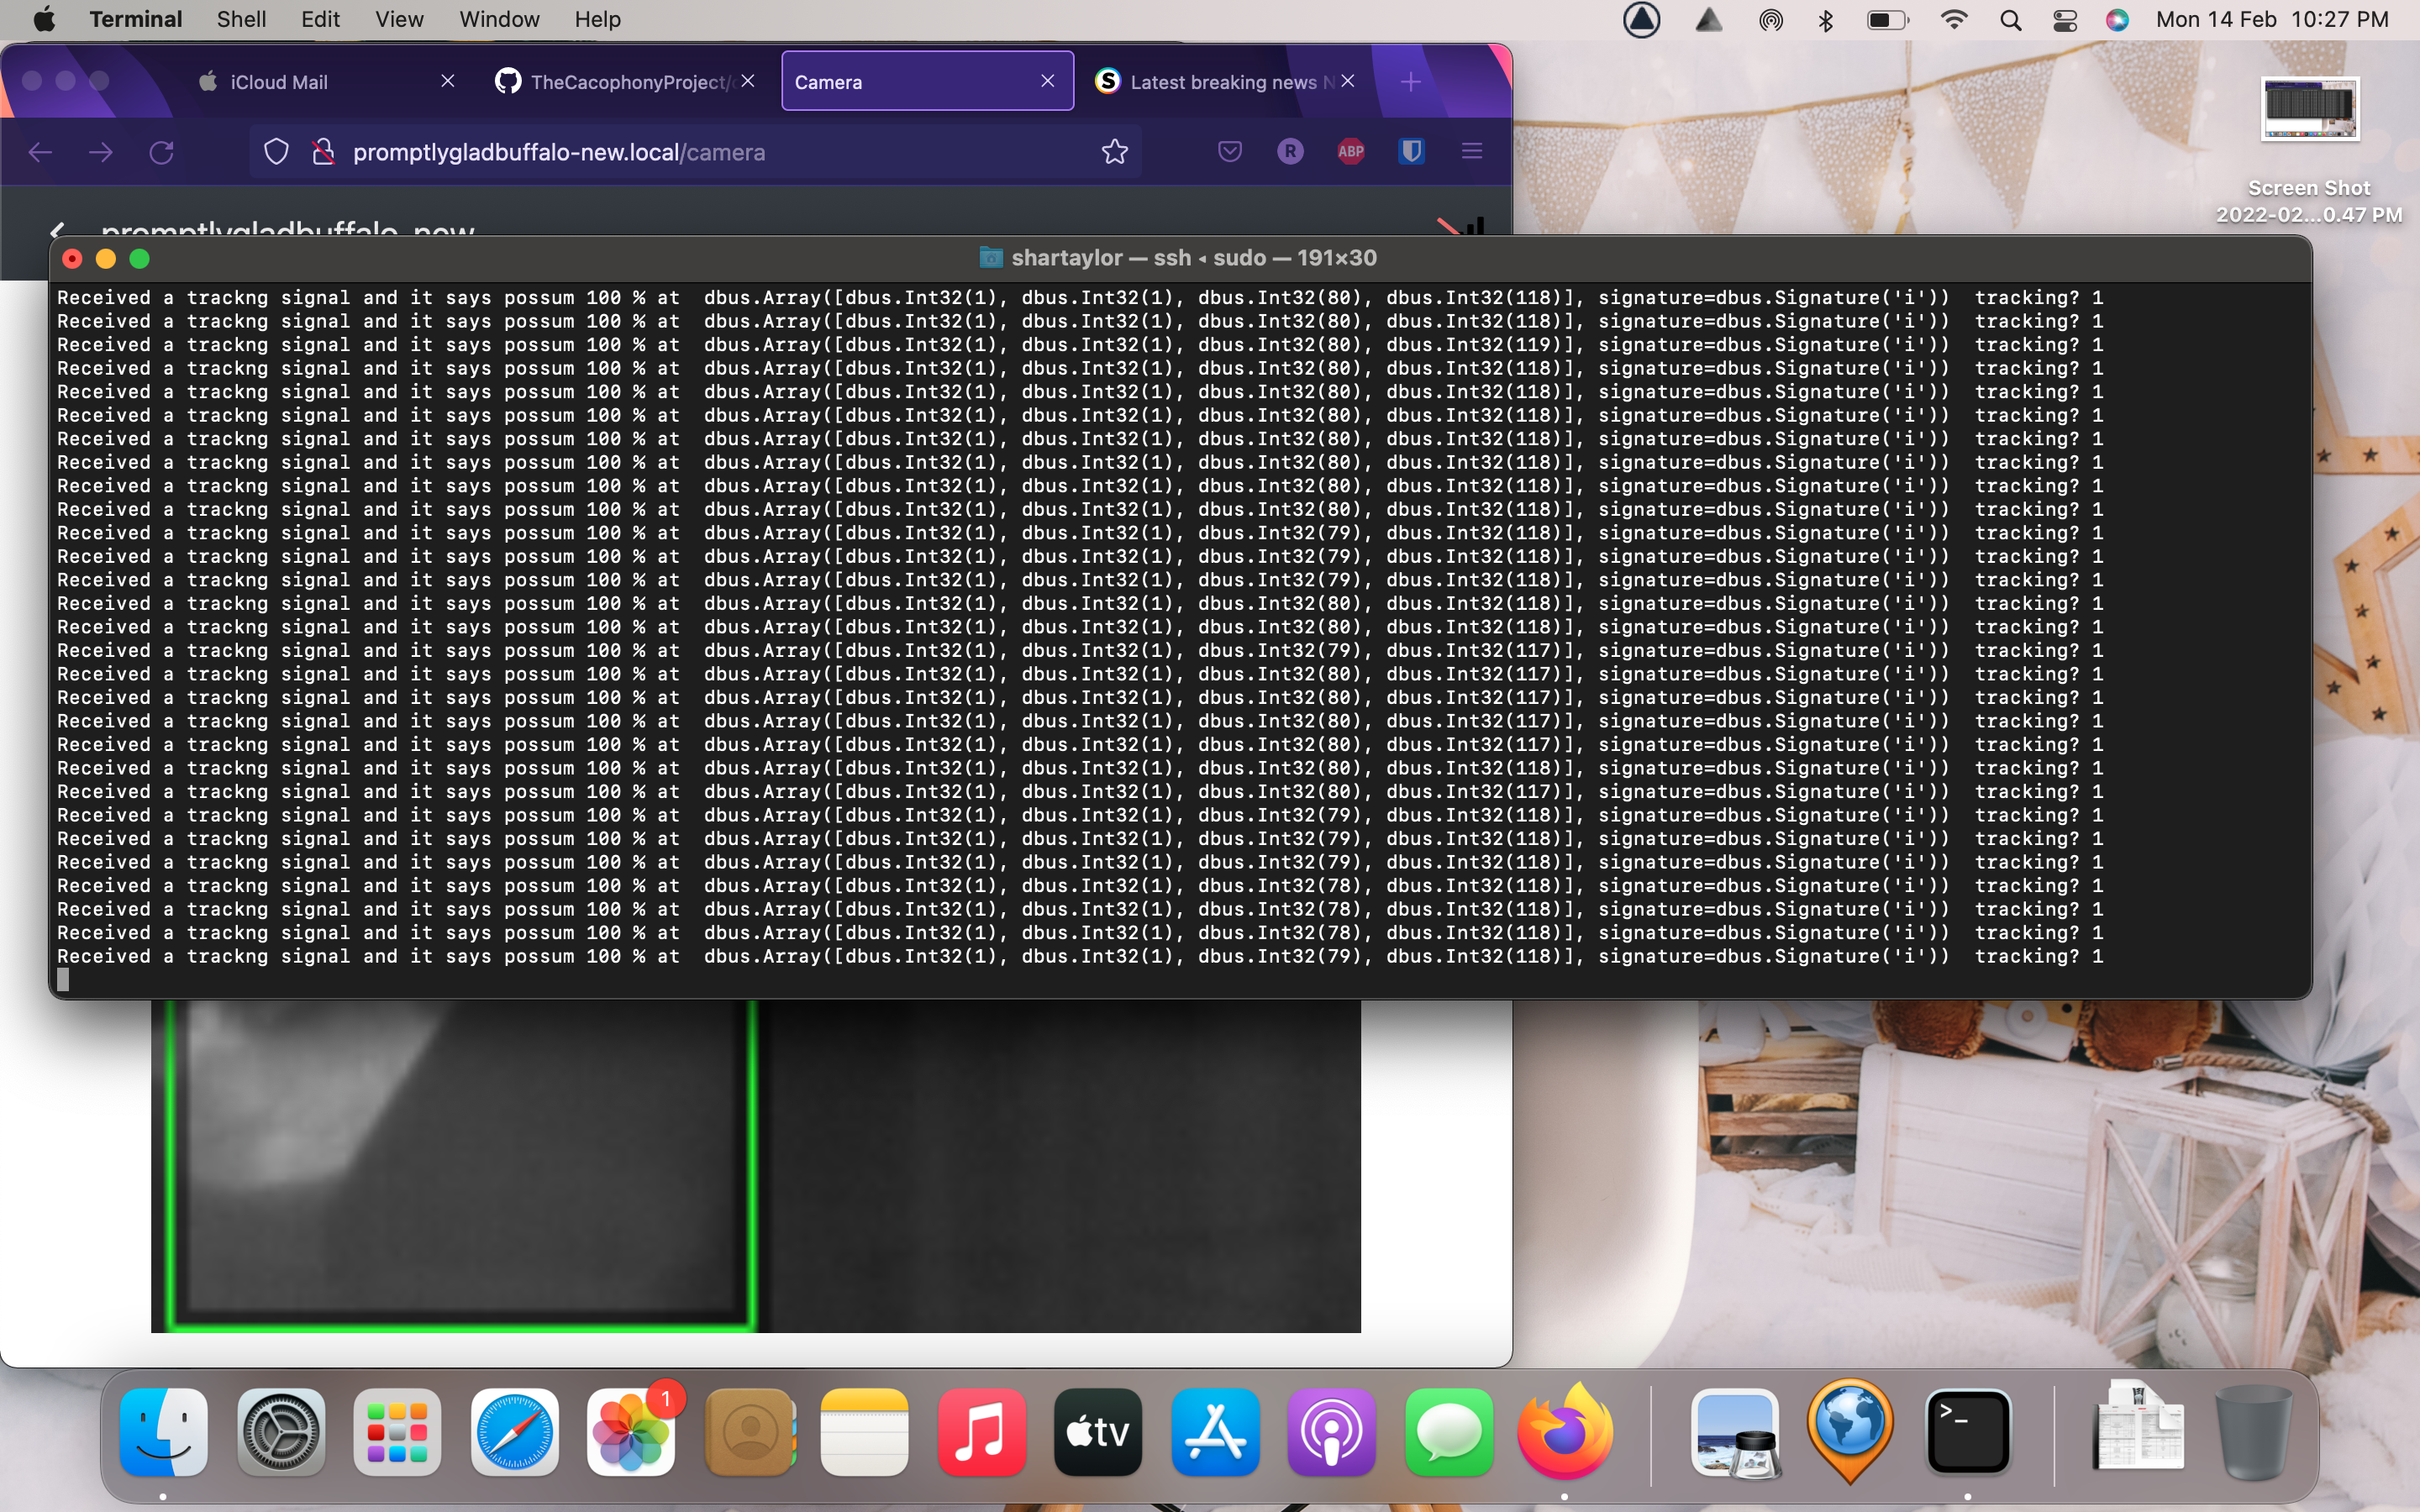 Terminal Shell Edit View Window Help Mon 14 Feb 10:27 PM
iCloud Mail TheCacophonyProject/ Camera Latest breaking news N
promptlygladbuffalo-new.local/camera R ABP
promptlygladbuffalo-new
Screen Shot
2022-02...0.47 PM
shartaylor — ssh ◂ sudo — 191×30
Received a trackng signal and it says possum 100 % at  dbus.Array([dbus.Int32(1), dbus.Int32(1), dbus.Int32(80), dbus.Int32(118)], signature=dbus.Signature('i'))  tracking? 1
Received a trackng signal and it says possum 100 % at  dbus.Array([dbus.Int32(1), dbus.Int32(1), dbus.Int32(80), dbus.Int32(118)], signature=dbus.Signature('i'))  tracking? 1
Received a trackng signal and it says possum 100 % at  dbus.Array([dbus.Int32(1), dbus.Int32(1), dbus.Int32(80), dbus.Int32(119)], signature=dbus.Signature('i'))  tracking? 1
Received a trackng signal and it says possum 100 % at  dbus.Array([dbus.Int32(1), dbus.Int32(1), dbus.Int32(80), dbus.Int32(118)], signature=dbus.Signature('i'))  tracking? 1
Received a trackng signal and it says possum 100 % at  dbus.Array([dbus.Int32(1), dbus.Int32(1), dbus.Int32(80), dbus.Int32(118)], signature=dbus.Signature('i'))  tracking? 1
Received a trackng signal and it says possum 100 % at  dbus.Array([dbus.Int32(1), dbus.Int32(1), dbus.Int32(80), dbus.Int32(118)], signature=dbus.Signature('i'))  tracking? 1
Received a trackng signal and it says possum 100 % at  dbus.Array([dbus.Int32(1), dbus.Int32(1), dbus.Int32(80), dbus.Int32(118)], signature=dbus.Signature('i'))  tracking? 1
Received a trackng signal and it says possum 100 % at  dbus.Array([dbus.Int32(1), dbus.Int32(1), dbus.Int32(80), dbus.Int32(118)], signature=dbus.Signature('i'))  tracking? 1
Received a trackng signal and it says possum 100 % at  dbus.Array([dbus.Int32(1), dbus.Int32(1), dbus.Int32(80), dbus.Int32(118)], signature=dbus.Signature('i'))  tracking? 1
Received a trackng signal and it says possum 100 % at  dbus.Array([dbus.Int32(1), dbus.Int32(1), dbus.Int32(80), dbus.Int32(118)], signature=dbus.Signature('i'))  tracking? 1
Received a trackng signal and it says possum 100 % at  dbus.Array([dbus.Int32(1), dbus.Int32(1), dbus.Int32(79), dbus.Int32(118)], signature=dbus.Signature('i'))  tracking? 1
Received a trackng signal and it says possum 100 % at  dbus.Array([dbus.Int32(1), dbus.Int32(1), dbus.Int32(79), dbus.Int32(118)], signature=dbus.Signature('i'))  tracking? 1
Received a trackng signal and it says possum 100 % at  dbus.Array([dbus.Int32(1), dbus.Int32(1), dbus.Int32(79), dbus.Int32(118)], signature=dbus.Signature('i'))  tracking? 1
Received a trackng signal and it says possum 100 % at  dbus.Array([dbus.Int32(1), dbus.Int32(1), dbus.Int32(80), dbus.Int32(118)], signature=dbus.Signature('i'))  tracking? 1
Received a trackng signal and it says possum 100 % at  dbus.Array([dbus.Int32(1), dbus.Int32(1), dbus.Int32(80), dbus.Int32(118)], signature=dbus.Signature('i'))  tracking? 1
Received a trackng signal and it says possum 100 % at  dbus.Array([dbus.Int32(1), dbus.Int32(1), dbus.Int32(79), dbus.Int32(117)], signature=dbus.Signature('i'))  tracking? 1
Received a trackng signal and it says possum 100 % at  dbus.Array([dbus.Int32(1), dbus.Int32(1), dbus.Int32(80), dbus.Int32(117)], signature=dbus.Signature('i'))  tracking? 1
Received a trackng signal and it says possum 100 % at  dbus.Array([dbus.Int32(1), dbus.Int32(1), dbus.Int32(80), dbus.Int32(117)], signature=dbus.Signature('i'))  tracking? 1
Received a trackng signal and it says possum 100 % at  dbus.Array([dbus.Int32(1), dbus.Int32(1), dbus.Int32(80), dbus.Int32(117)], signature=dbus.Signature('i'))  tracking? 1
Received a trackng signal and it says possum 100 % at  dbus.Array([dbus.Int32(1), dbus.Int32(1), dbus.Int32(80), dbus.Int32(117)], signature=dbus.Signature('i'))  tracking? 1
Received a trackng signal and it says possum 100 % at  dbus.Array([dbus.Int32(1), dbus.Int32(1), dbus.Int32(80), dbus.Int32(118)], signature=dbus.Signature('i'))  tracking? 1
Received a trackng signal and it says possum 100 % at  dbus.Array([dbus.Int32(1), dbus.Int32(1), dbus.Int32(80), dbus.Int32(117)], signature=dbus.Signature('i'))  tracking? 1
Received a trackng signal and it says possum 100 % at  dbus.Array([dbus.Int32(1), dbus.Int32(1), dbus.Int32(79), dbus.Int32(118)], signature=dbus.Signature('i'))  tracking? 1
Received a trackng signal and it says possum 100 % at  dbus.Array([dbus.Int32(1), dbus.Int32(1), dbus.Int32(79), dbus.Int32(118)], signature=dbus.Signature('i'))  tracking? 1
Received a trackng signal and it says possum 100 % at  dbus.Array([dbus.Int32(1), dbus.Int32(1), dbus.Int32(79), dbus.Int32(118)], signature=dbus.Signature('i'))  tracking? 1
Received a trackng signal and it says possum 100 % at  dbus.Array([dbus.Int32(1), dbus.Int32(1), dbus.Int32(78), dbus.Int32(118)], signature=dbus.Signature('i'))  tracking? 1
Received a trackng signal and it says possum 100 % at  dbus.Array([dbus.Int32(1), dbus.Int32(1), dbus.Int32(78), dbus.Int32(118)], signature=dbus.Signature('i'))  tracking? 1
Received a trackng signal and it says possum 100 % at  dbus.Array([dbus.Int32(1), dbus.Int32(1), dbus.Int32(78), dbus.Int32(118)], signature=dbus.Signature('i'))  tracking? 1
Received a trackng signal and it says possum 100 % at  dbus.Array([dbus.Int32(1), dbus.Int32(1), dbus.Int32(79), dbus.Int32(118)], signature=dbus.Signature('i'))  tracking? 1
1
tv
>_